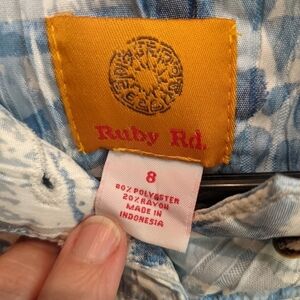 Ruby Rd.
8
80% POLYESTER
20% RAYON
MADE IN
INDONESIA